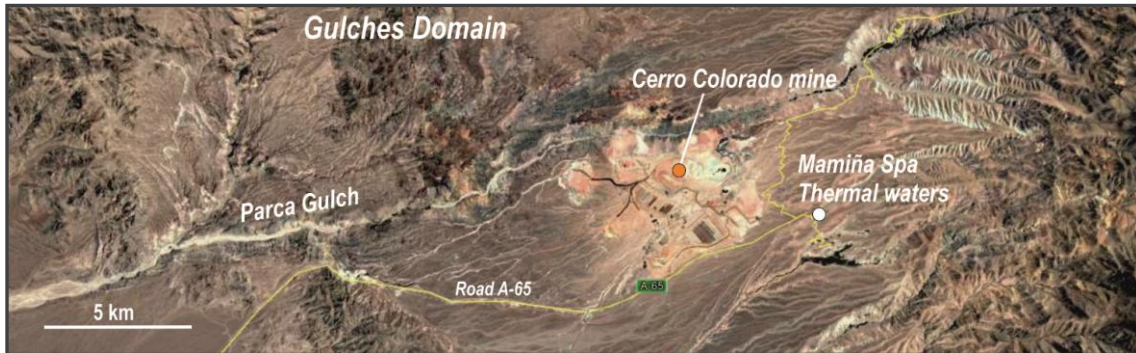 Gulches Domain
Cerro Colorado mine
Mamiña Spa
Thermal waters
Parca Gulch
Road A-65
A-65
5 km